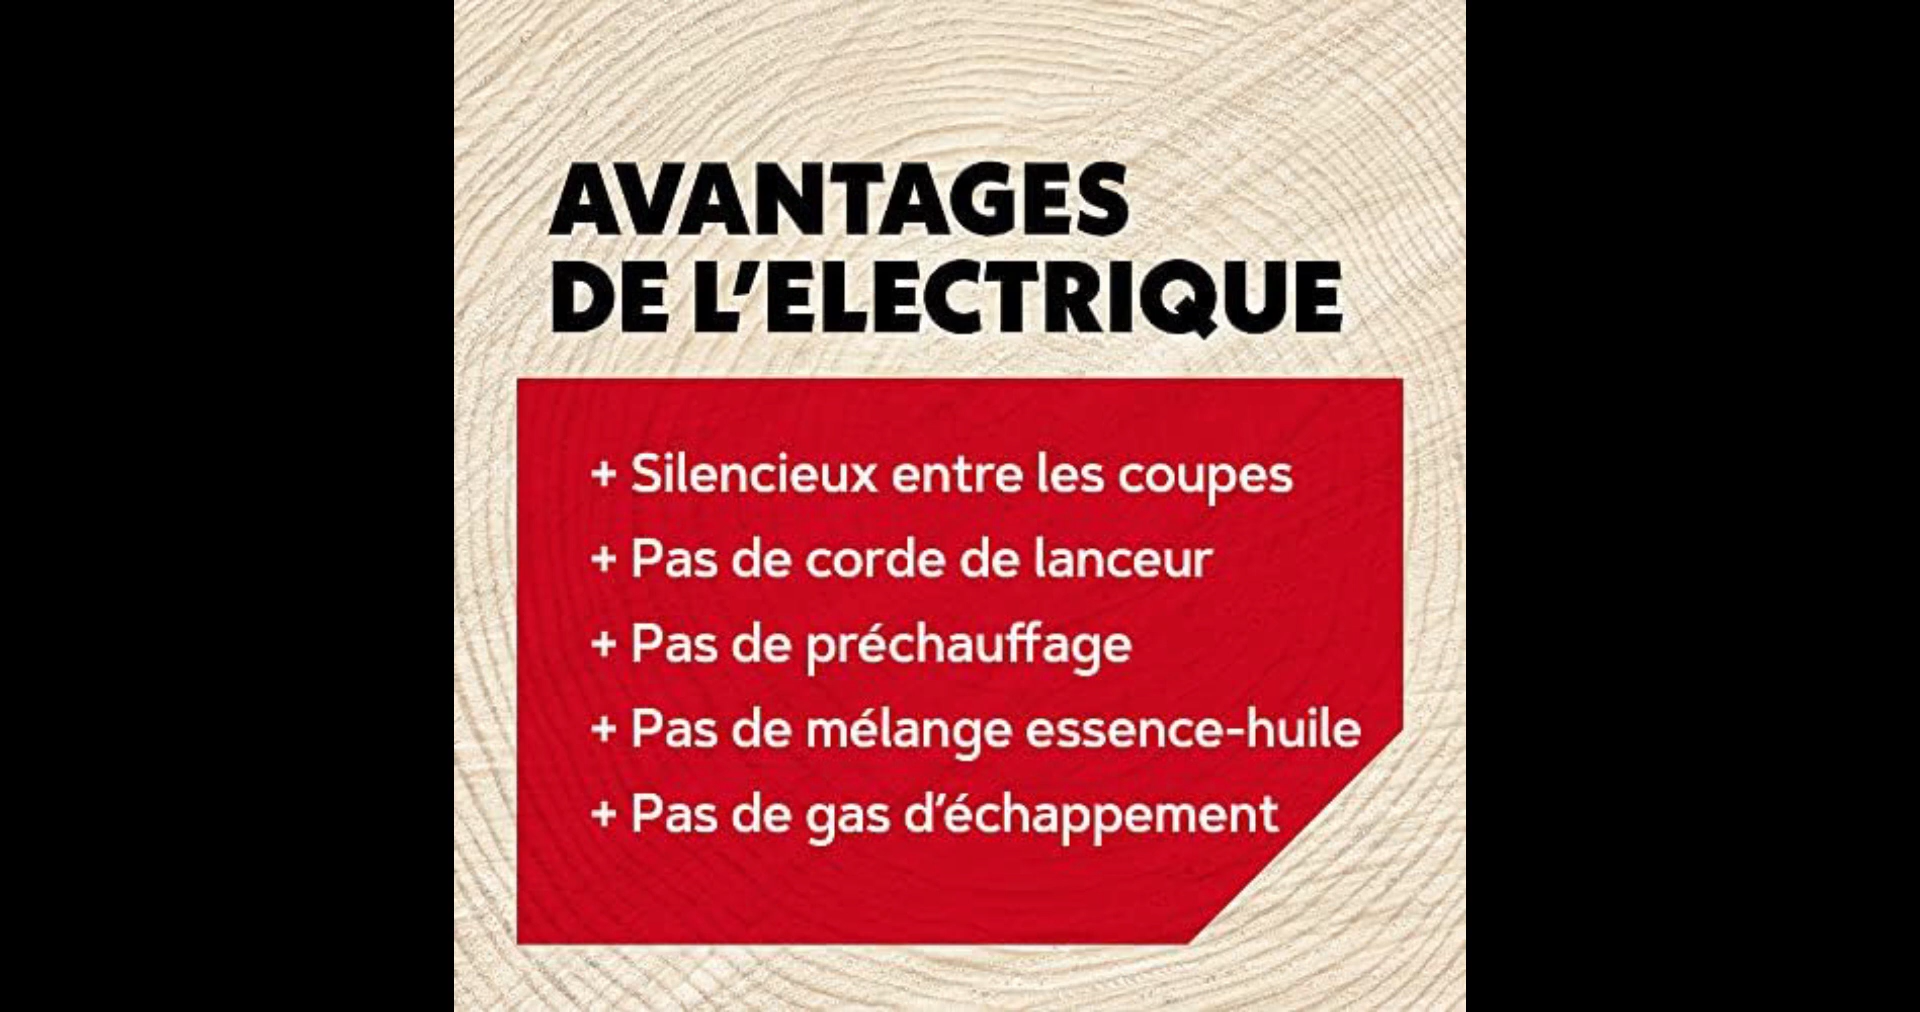 AVANTAGES
DE L’ELECTRIQUE
+ Silencieux entre les coupes
+ Pas de corde de lanceur
+ Pas de préchauffage
+ Pas de mélange essence-huile
+ Pas de gas d’échappement